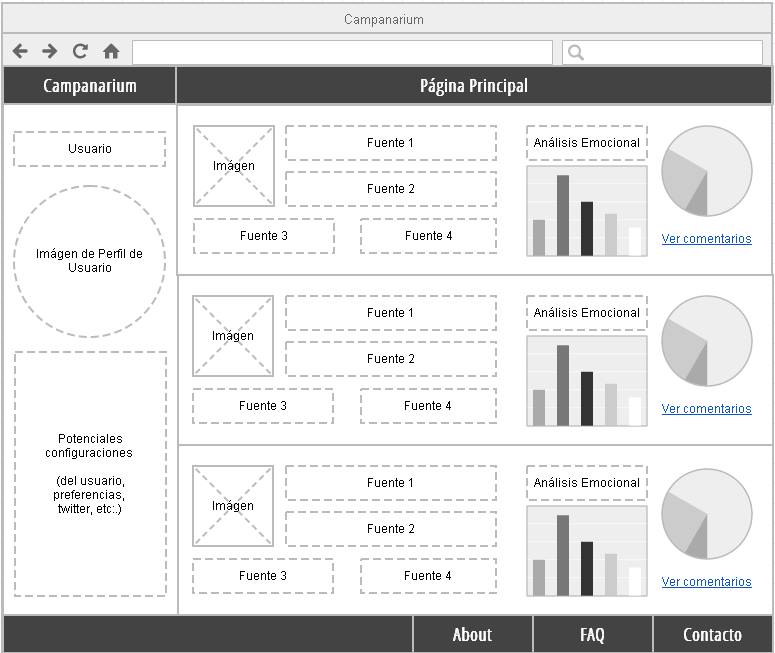 Campanarium
Campanarium
Página Principal
Usuario
Imágen de Perfil de
Usuario
Potenciales
configuraciones
(del usuario,
preferencias,
twitter, etc:.)
Imágen
Fuente 1
Fuente 2
Fuente 3
Fuente 4
Análisis Emocional
Ver comentarios
Imágen
Fuente 1
Fuente 2
Fuente 3
Fuente 4
Análisis Emocional
Ver comentarios
Imágen
Fuente 1
Fuente 2
Fuente 3
Fuente 4
Análisis Emocional
Ver comentarios
About
FAQ
Contacto